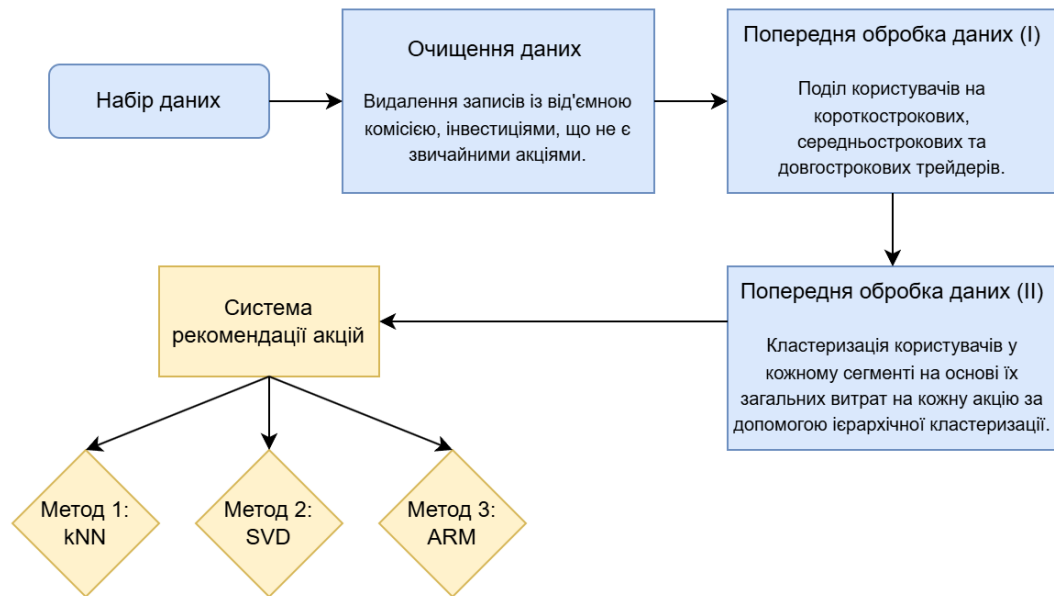 Набір даних
Очищення даних
Видалення записів із від'ємною
комісією, інвестиціями, що не є
звичайними акціями.
Попередня обробка даних (І)
Поділ користувачів на
короткострокових,
середньострокових та
довгострокових трейдерів.
Попередня обробка даних (ІІ)
Кластеризація користувачів у
кожному сегменті на основі їх
загальних витрат на кожну акцію за
допомогою ієрархічної кластеризації.
Система
рекомендації акцій
Метод 1:
kNN
Метод 2:
SVD
Метод 3:
ARM